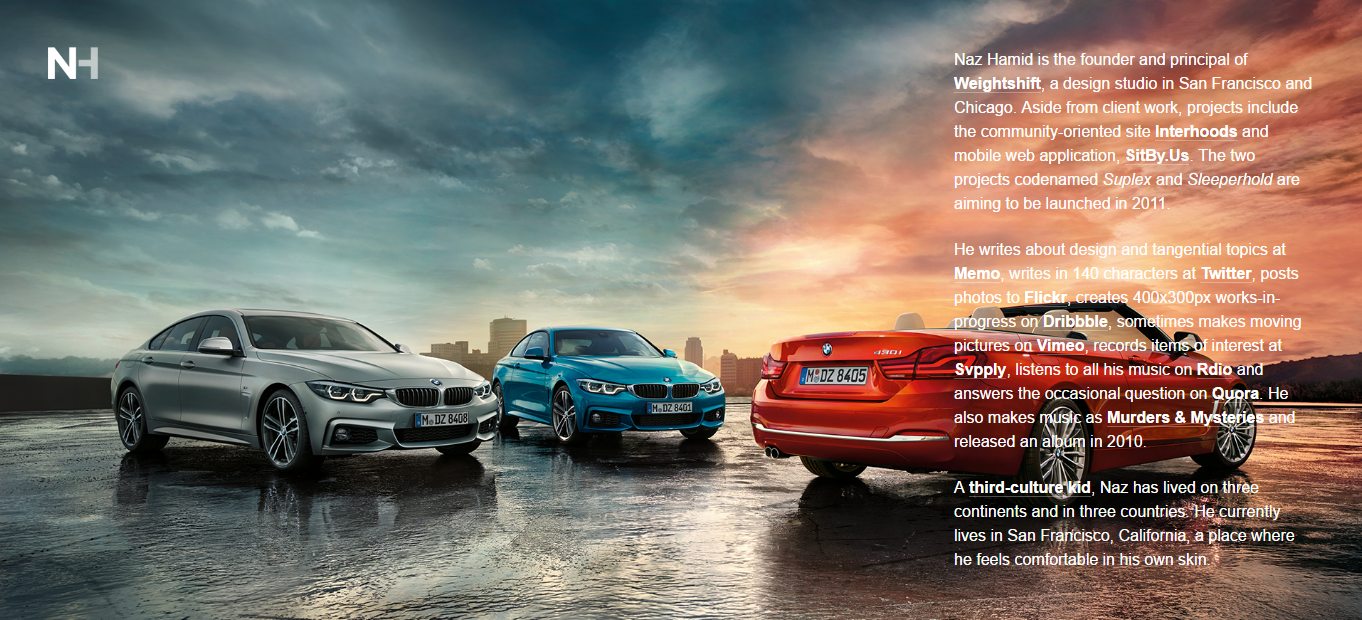 NH
Naz Hamid is the founder and principal of
Weightshift, a design studio in San Francisco and
Chicago. Aside from client work, projects include
the community-oriented site Interhoods and
mobile web application, SitBy.Us. The two
projects codenamed Suplex and Sleeperhold are
aiming to be launched in 2011.
He writes about design and tangential topics at
Memo, writes in 140 characters at Twitter, posts
photos to Flickr, creates 400x300px works-in-
progress on Dribbble, sometimes makes moving
pictures on Vimeo, records items of interest at
Svpply, listens to all his music on Rdio and
answers the occasional question on Quora. He
also makes music as Murders & Mysteries and
released an album in 2010.
A third-culture kid, Naz has lived on three
continents and in three countries. He currently
lives in San Francisco, California, a place where
he feels comfortable in his own skin.
430i
M DZ 8405
M DZ 8401
M DZ 8408